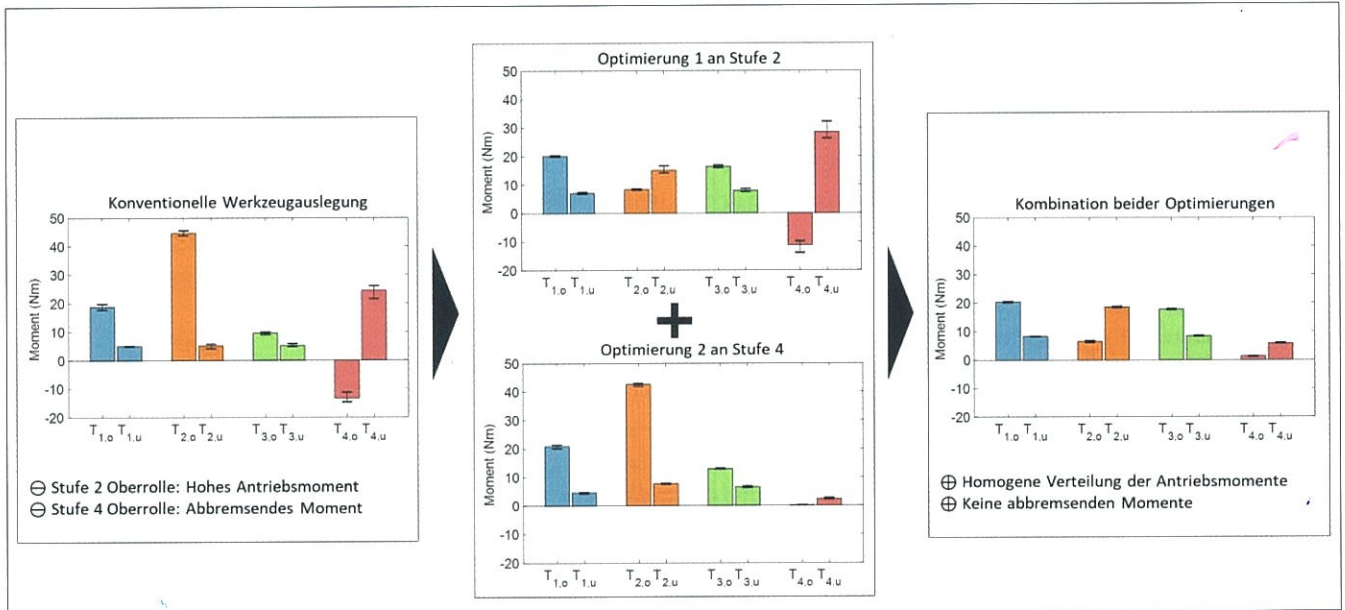 Konventionelle Werkzeugauslegung
Moment (Nm)
50
40
30
20
10
0
-10
-20
T1,o T1,u T2,o T2,u T3,o T3,u T4,o T4,u
⊖ Stufe 2 Oberrolle: Hohes Antriebsmoment
⊖ Stufe 4 Oberrolle: Abbremsendes Moment
Optimierung 1 an Stufe 2
Moment (Nm)
50
40
30
20
10
0
-10
-20
T1,o T1,u T2,o T2,u T3,o T3,u T4,o T4,u
+
Optimierung 2 an Stufe 4
Moment (Nm)
50
40
30
20
10
0
-10
-20
T1,o T1,u T2,o T2,u T3,o T3,u T4,o T4,u
Kombination beider Optimierungen
Moment (Nm)
50
40
30
20
10
0
-10
-20
T1,o T1,u T2,o T2,u T3,o T3,u T4,o T4,u
⊕ Homogene Verteilung der Antriebsmomente
⊕ Keine abbremsenden Momente